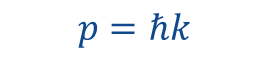 p = ħk